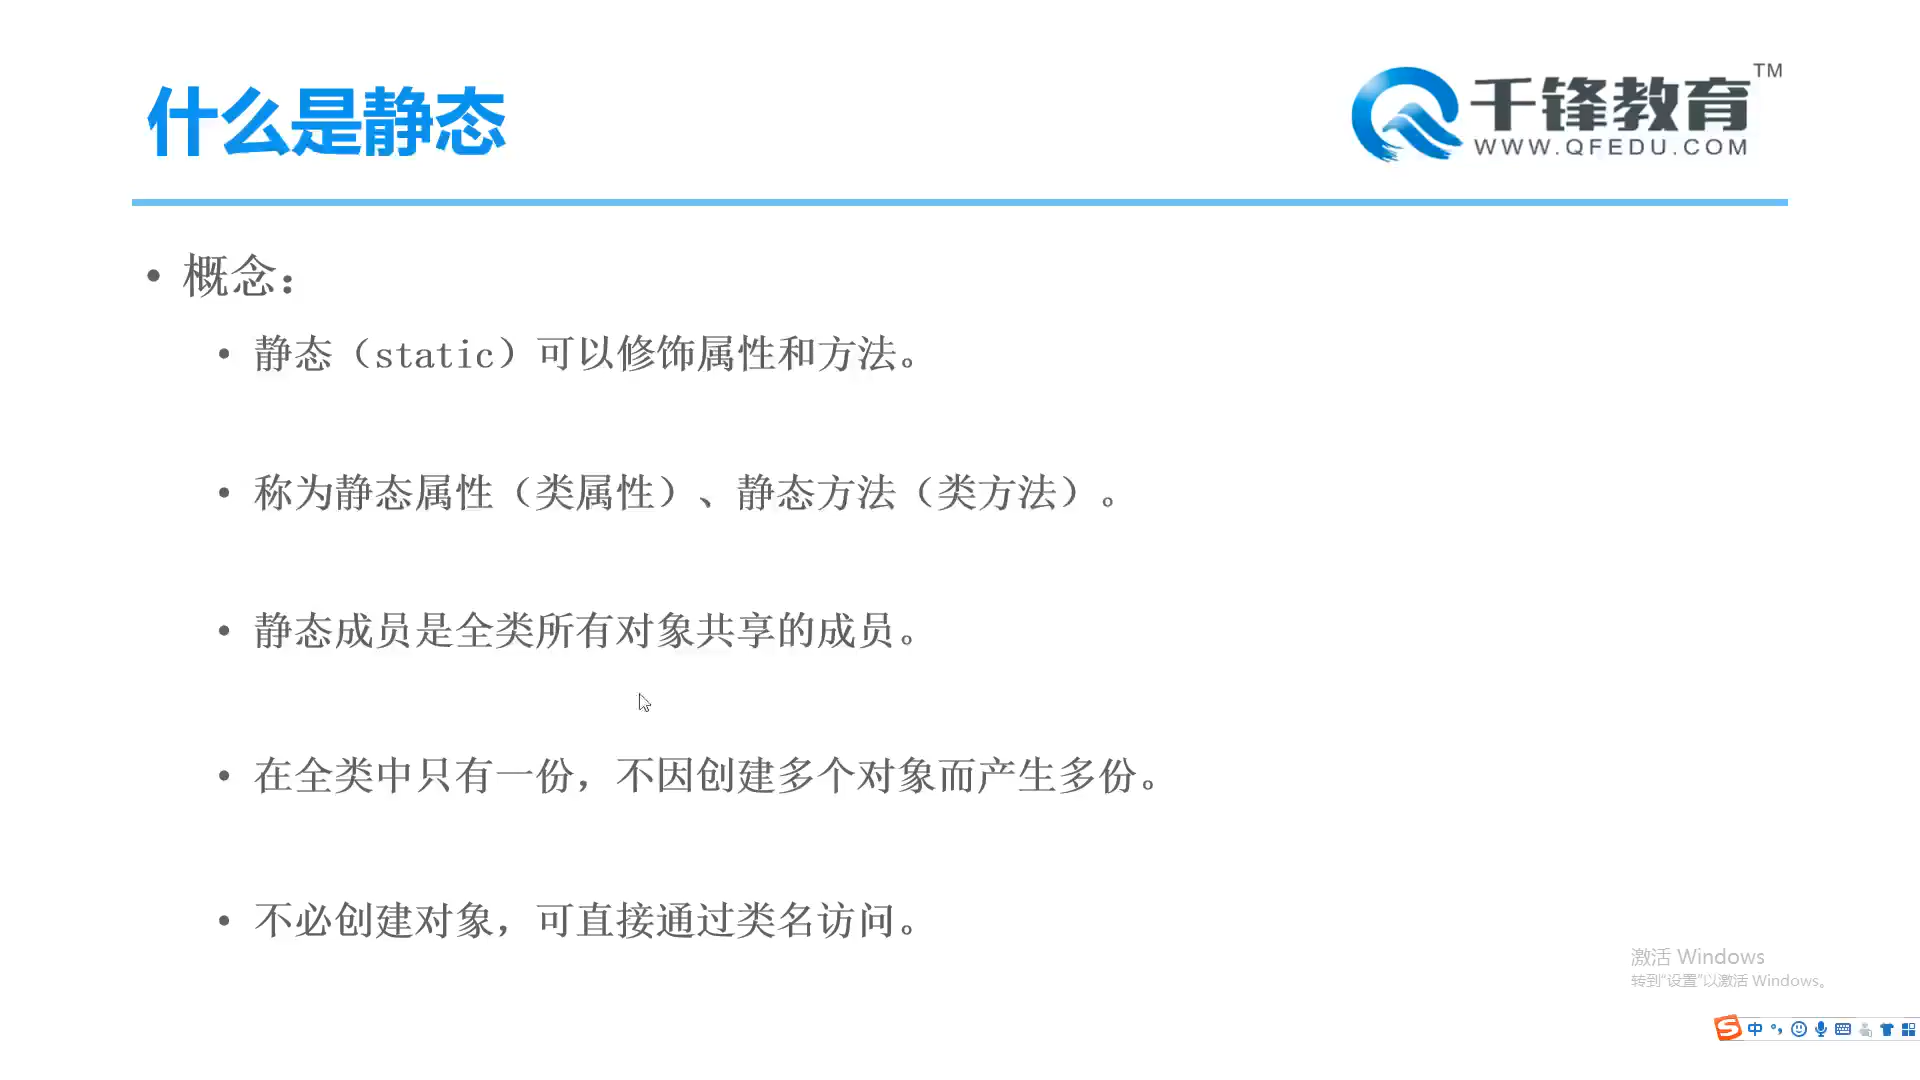 什么是静态
千锋教育TM
WWW.QFEDU.COM
• 概念：
• 静态（static）可以修饰属性和方法。
• 称为静态属性（类属性）、静态方法（类方法）。
• 静态成员是全类所有对象共享的成员。
• 在全类中只有一份，不因创建多个对象而产生多份。
• 不必创建对象，可直接通过类名访问。
激活 Windows
转到“设置”以激活 Windows。
中